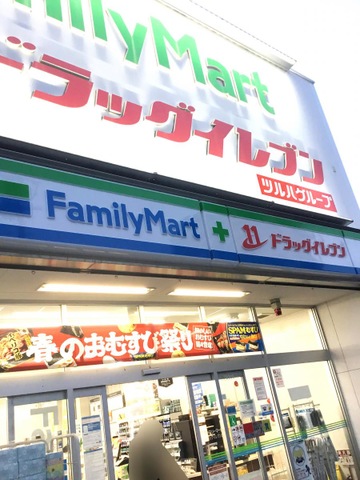 FamilyMart
ドラッグイレブン
ツルハグループ
FamilyMart + ドラッグイレブン
春のおむすび祭り
SPAMむすび